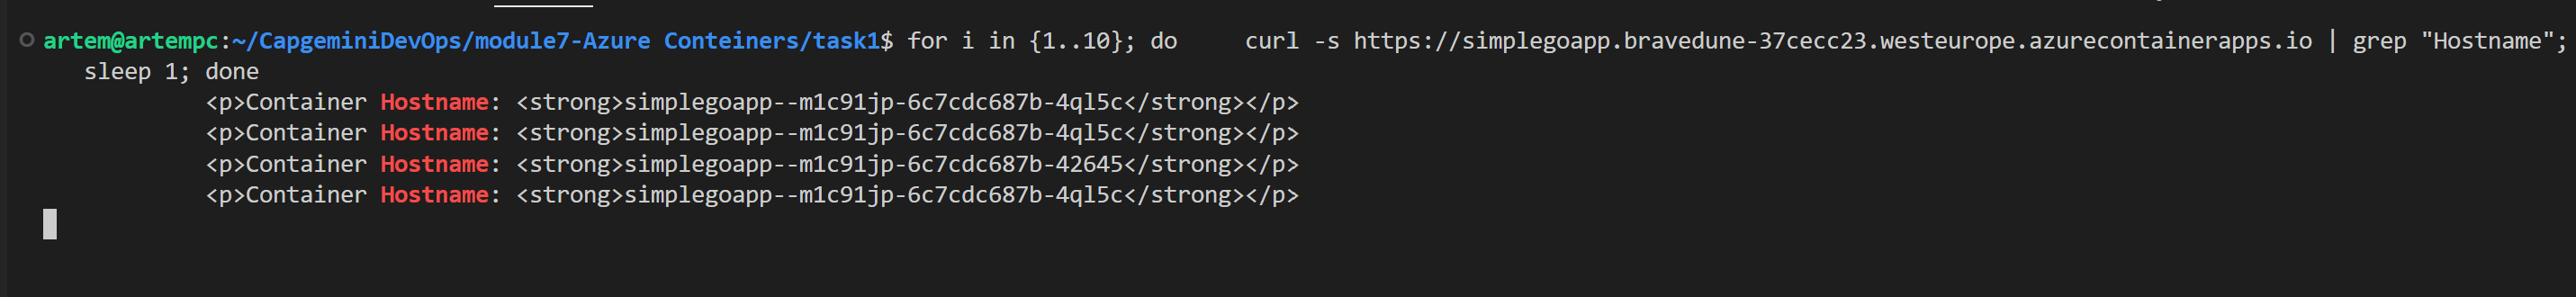 artem@artempc:~/CapgeminiDevOps/module7-Azure Conteiners/task1$ for i in {1..10}; do     curl -s https://simplegoapp.bravedune-37cecc23.westeurope.azurecontainerapps.io | grep "Hostname";
   sleep 1; done
            <p>Container Hostname: <strong>simplegoapp--m1c91jp-6c7cdc687b-4ql5c</strong></p>
            <p>Container Hostname: <strong>simplegoapp--m1c91jp-6c7cdc687b-4ql5c</strong></p>
            <p>Container Hostname: <strong>simplegoapp--m1c91jp-6c7cdc687b-42645</strong></p>
            <p>Container Hostname: <strong>simplegoapp--m1c91jp-6c7cdc687b-4ql5c</strong></p>